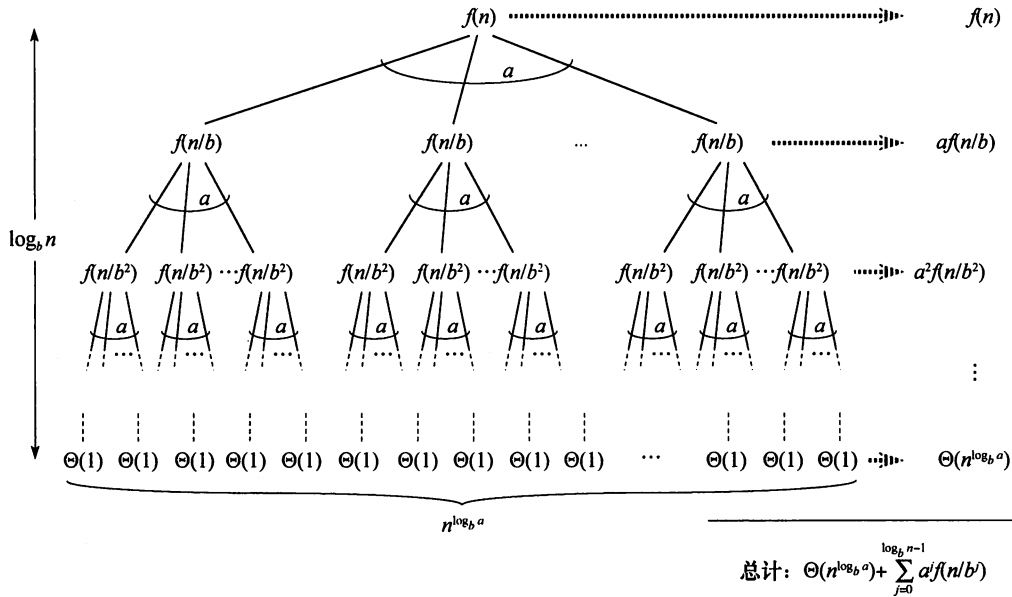 f(n) f(n)
a
f(n/b) f(n/b) ... f(n/b) af(n/b)
a a a
log_b n
f(n/b²) f(n/b²) ... f(n/b²) f(n/b²) f(n/b²) ... f(n/b²) f(n/b²) f(n/b²) ... f(n/b²) a²f(n/b²)
a a a a a a a a a
... ... ... ... ... ... ... ... ...
⋮
Θ(1) Θ(1) Θ(1) Θ(1) Θ(1) Θ(1) Θ(1) Θ(1) Θ(1) Θ(1) ... Θ(1) Θ(1) Θ(1) Θ(n^{log_b a})
n^{log_b a}
总计：Θ(n^{log_b a})+∑_{j=0}^{log_b n-1} a^j f(n/b^j)